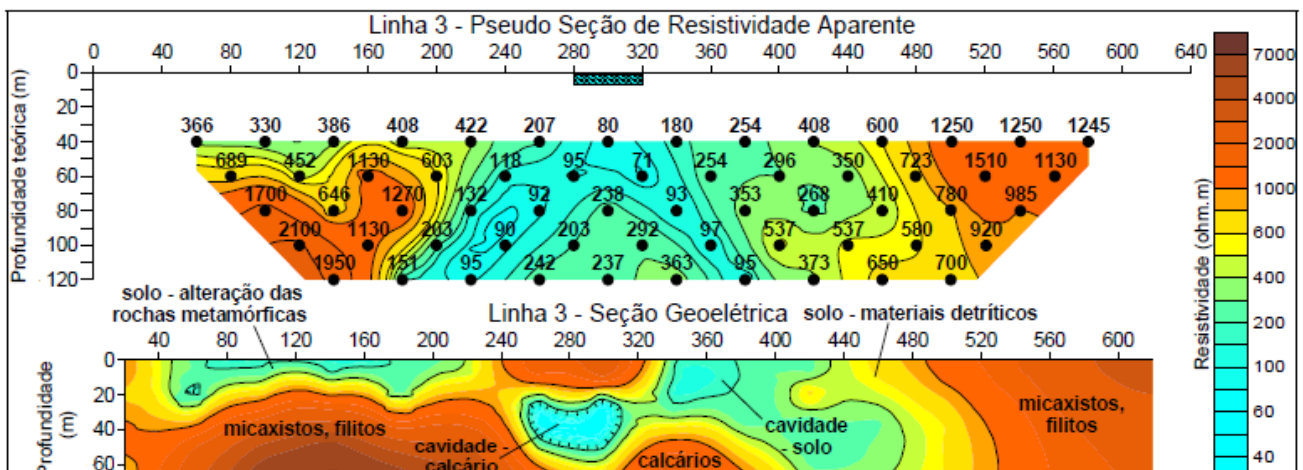 Linha 3 - Pseudo Seção de Resistividade Aparente
0 40 80 120 160 200 240 280 320 360 400 440 480 520 560 600 640
Profundidade teórica (m)
0
20
40
60
80
100
120
366 330 386 408 422 207 80 180 254 408 600 1250 1250 1245
689 452 1130 603 118 95 71 254 296 350 723 1510 1130
1700 646 1270 132 92 238 93 353 268 410 780 985
2100 1130 203 90 203 292 97 537 537 580 920
1950 151 95 242 237 363 95 373 650 700
Resistividade (ohm.m)
7000
4000
2000
1000
600
400
200
100
60
40
solo - alteração das
rochas metamórficas
Linha 3 - Seção Geoelétrica
solo - materiais detríticos
40 80 120 160 200 240 280 320 360 400 440 480 520 560 600
Profundidade
(m)
0
20
40
60
micaxistos, filitos
cavidade -
calcário
calcários
cavidade
- solo
micaxistos,
filitos